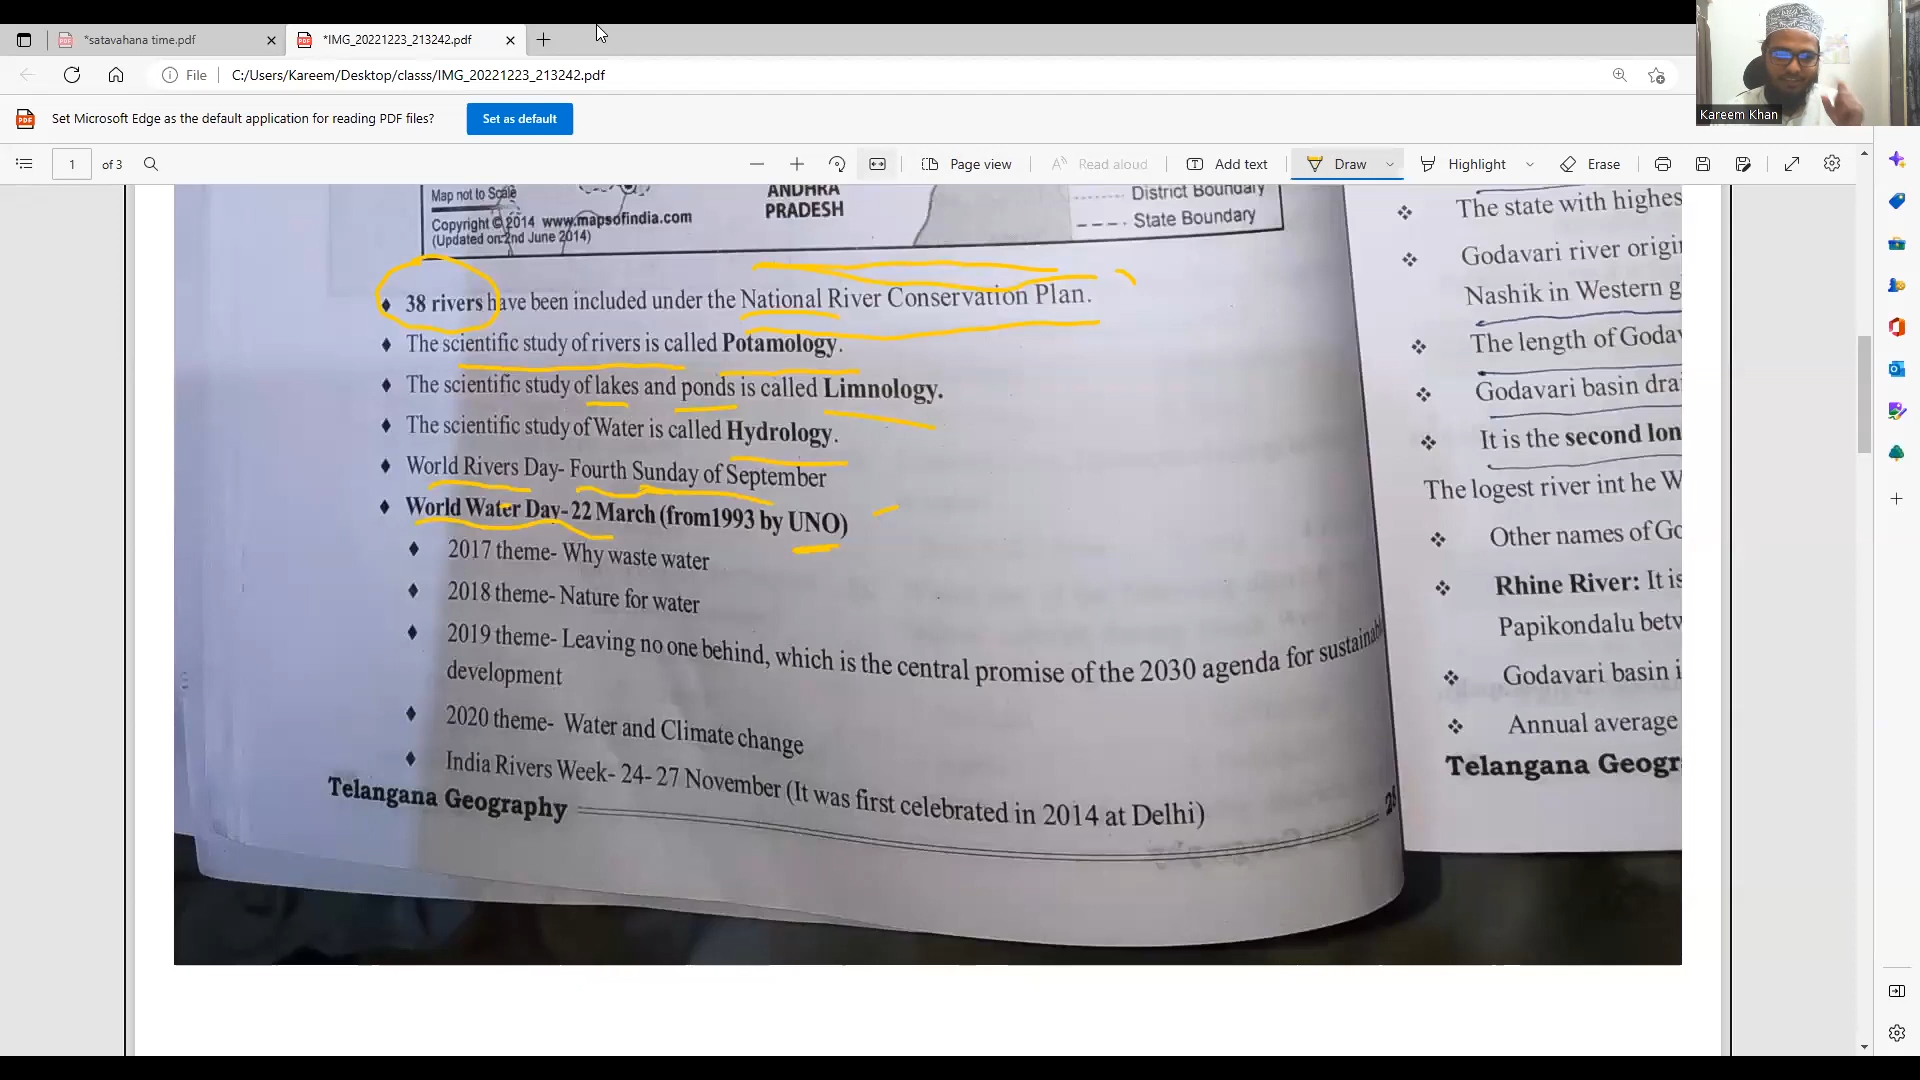 *satavahana time.pdf
*IMG_20221223_213242.pdf
File
C:/Users/Kareem/Desktop/classs/IMG_20221223_213242.pdf
Set Microsoft Edge as the default application for reading PDF files?
Set as default
Kareem Khan
1 of 3
Page view
Read aloud
Add text
Draw
Highlight
Erase
Map not to Scale
Copyright © 2014 www.mapsofindia.com
(Updated on 2nd June 2014)
ANDHRA
PRADESH
District Boundary
State Boundary
38 rivers have been included under the National River Conservation Plan.
The scientific study of rivers is called Potamology.
The scientific study of lakes and ponds is called Limnology.
The scientific study of Water is called Hydrology.
World Rivers Day- Fourth Sunday of September
World Water Day- 22 March (from1993 by UNO)
2017 theme- Why waste water
2018 theme- Nature for water
2019 theme- Leaving no one behind, which is the central promise of the 2030 agenda for sustainabl
development
2020 theme- Water and Climate change
India Rivers Week- 24- 27 November (It was first celebrated in 2014 at Delhi)
Telangana Geography
The state with highes
Godavari river origi
Nashik in Western g
The length of Goda
Godavari basin dra
It is the second lon
The logest river int he W
Other names of Go
Rhine River: It is
Papikondalu betw
Godavari basin i
Annual average
Telangana Geogr